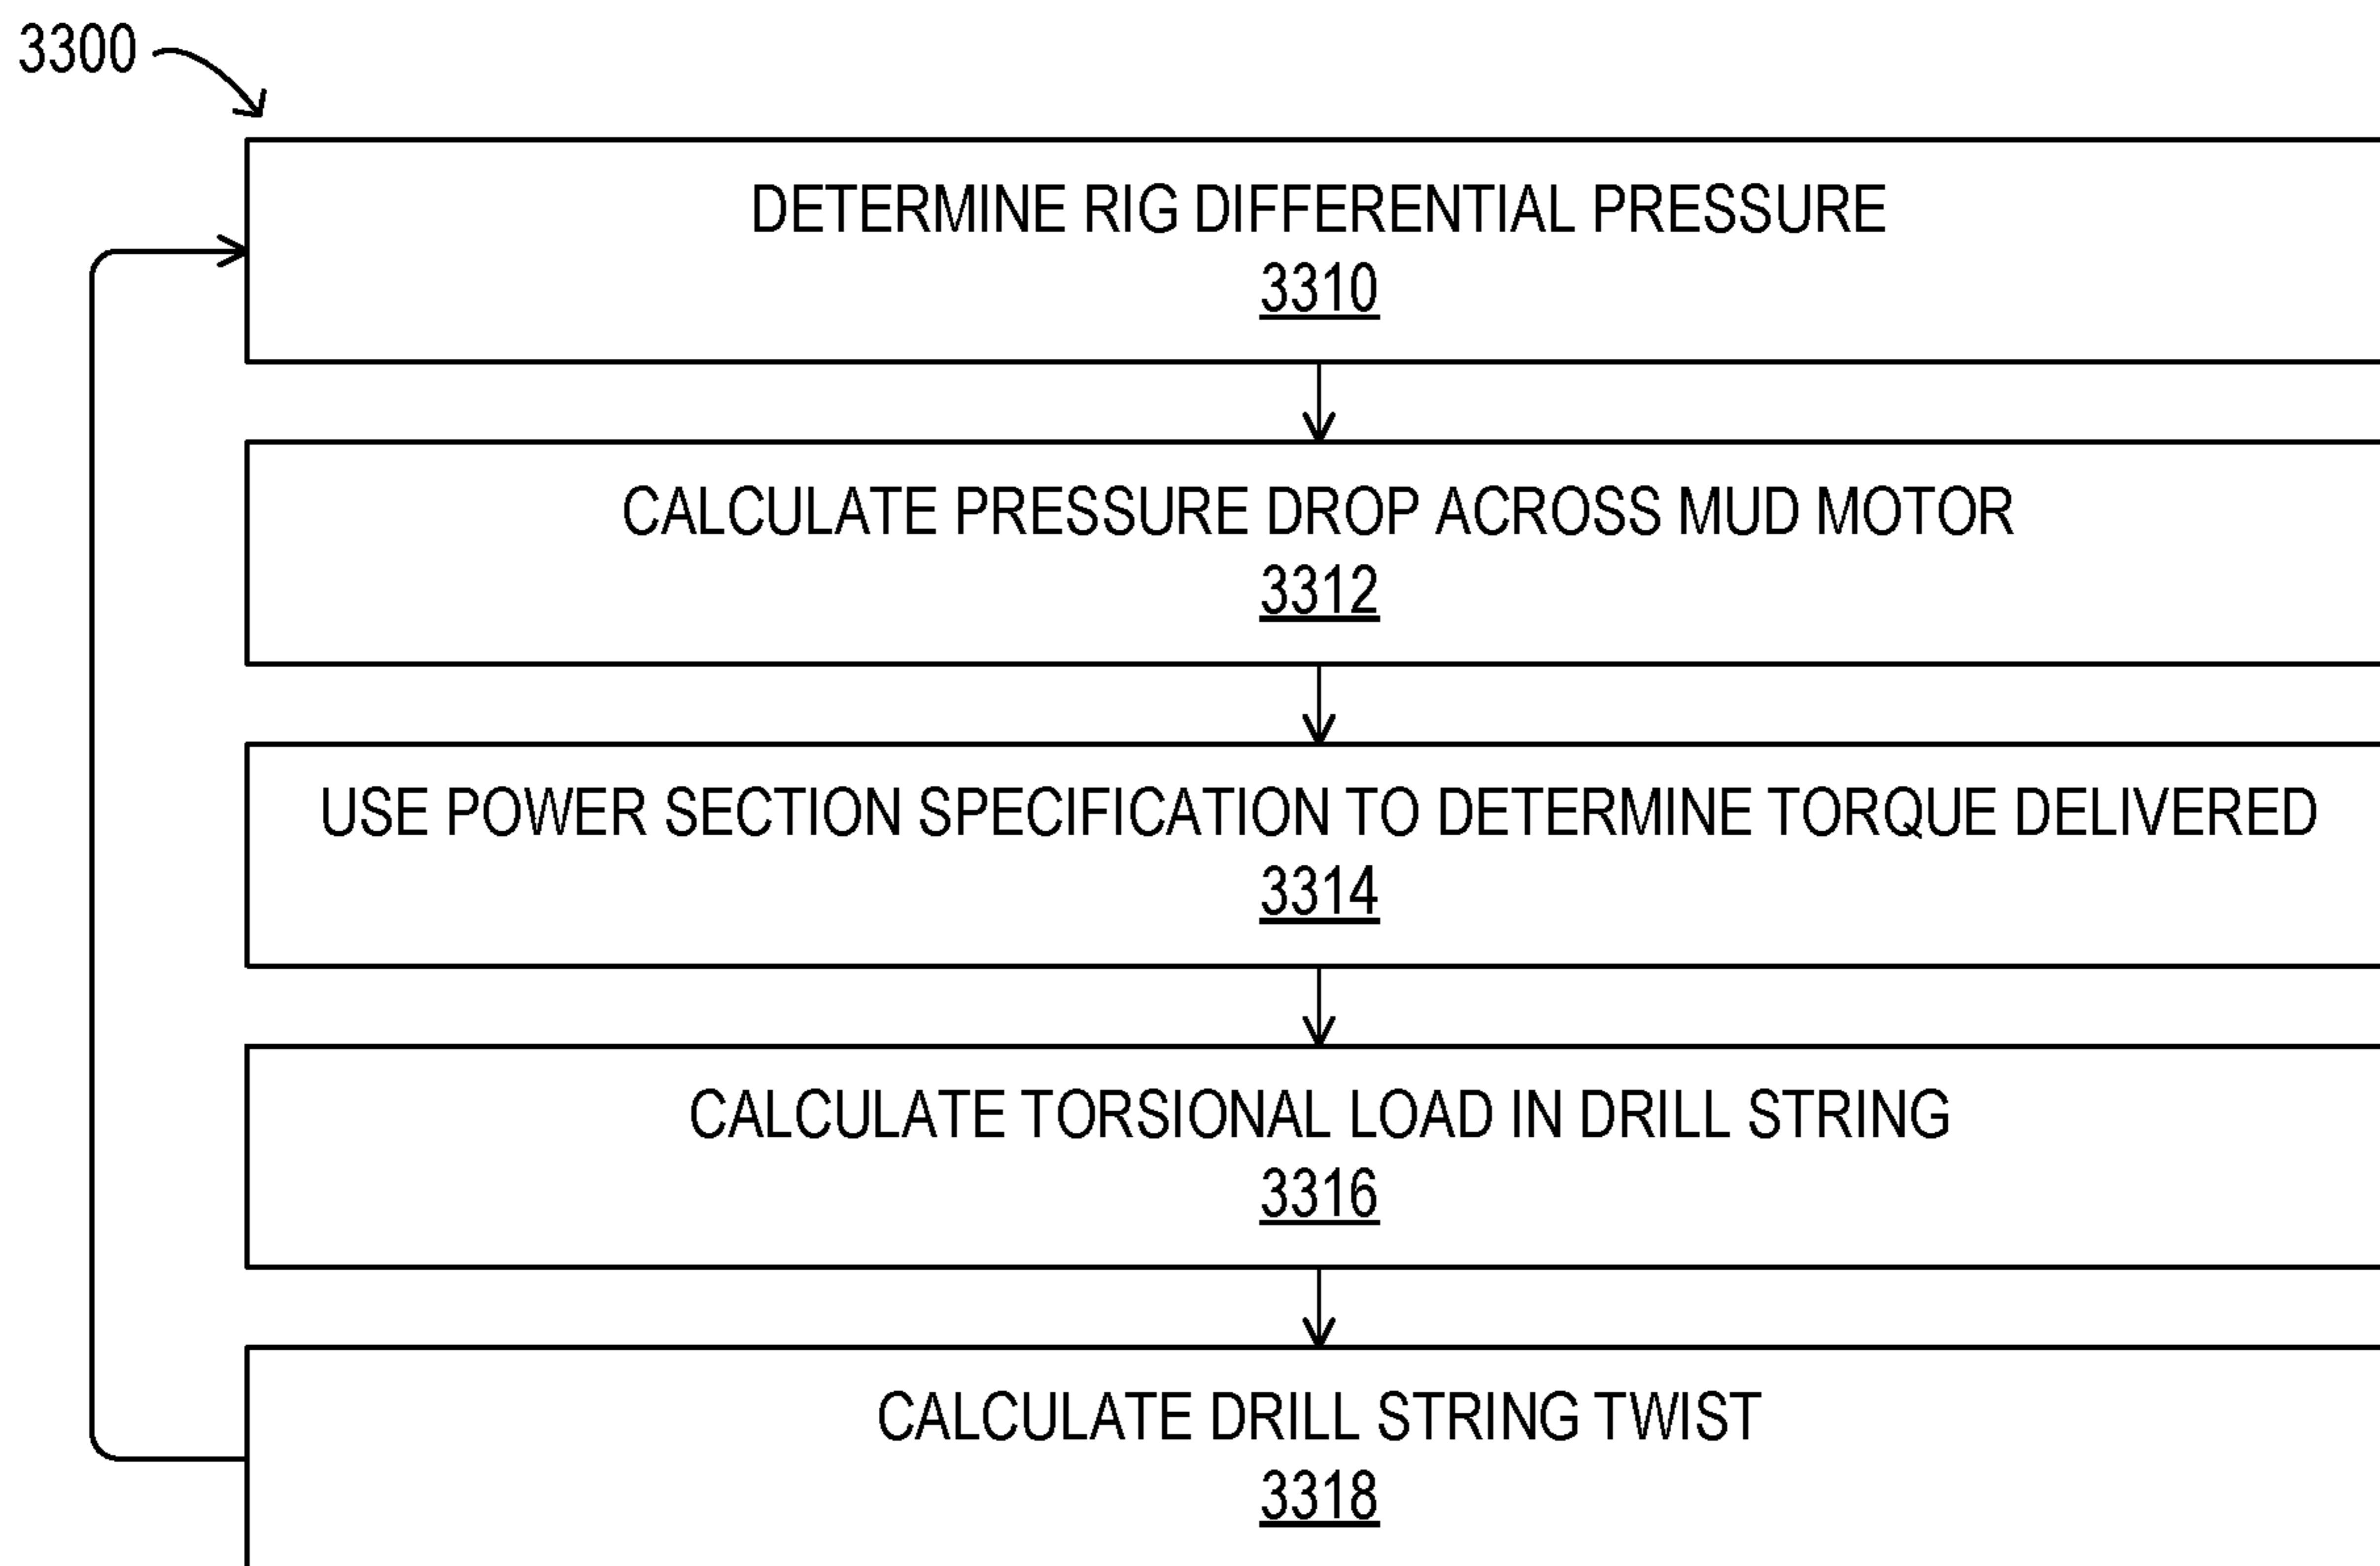 3300
DETERMINE RIG DIFFERENTIAL PRESSURE
3310
CALCULATE PRESSURE DROP ACROSS MUD MOTOR
3312
USE POWER SECTION SPECIFICATION TO DETERMINE TORQUE DELIVERED
3314
CALCULATE TORSIONAL LOAD IN DRILL STRING
3316
CALCULATE DRILL STRING TWIST
3318